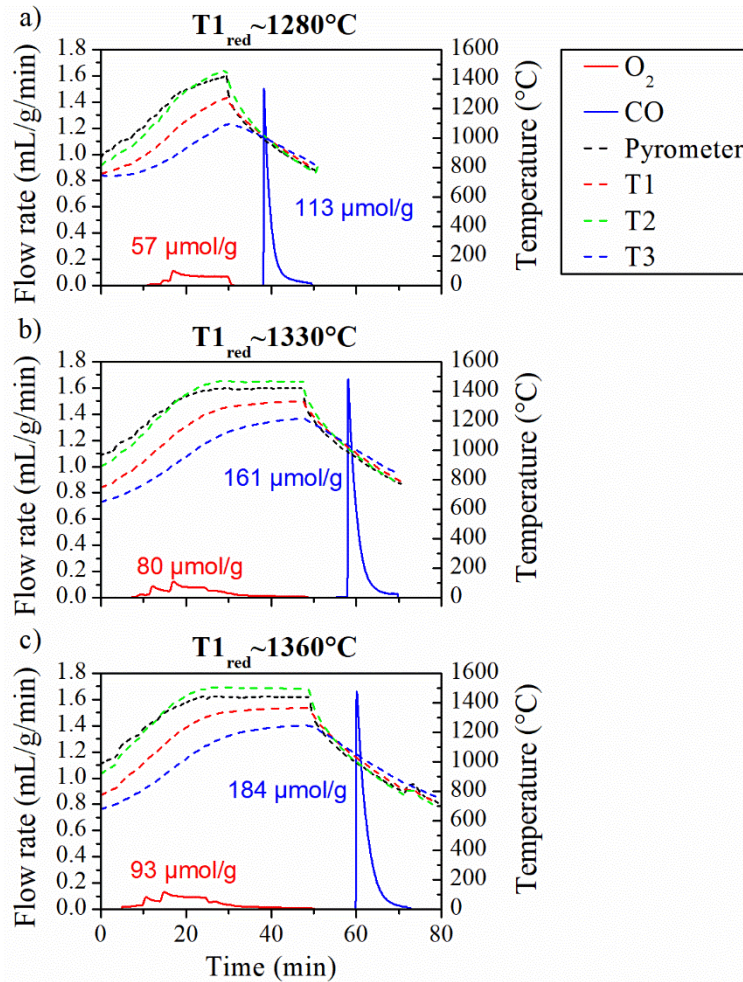 a)
T1red~1280°C
1.8
1.6
1.4
1.2
1.0
0.8
0.6
0.4
0.2
0.0
Flow rate (mL/g/min)
57 µmol/g
113 µmol/g
1600
1400
1200
1000
800
600
400
200
0
Temperature (°C)
O2
CO
Pyrometer
T1
T2
T3
b)
T1red~1330°C
1.8
1.6
1.4
1.2
1.0
0.8
0.6
0.4
0.2
0.0
Flow rate (mL/g/min)
80 µmol/g
161 µmol/g
1600
1400
1200
1000
800
600
400
200
0
Temperature (°C)
c)
T1red~1360°C
1.8
1.6
1.4
1.2
1.0
0.8
0.6
0.4
0.2
0.0
Flow rate (mL/g/min)
93 µmol/g
184 µmol/g
1800
1600
1400
1200
1000
800
600
400
200
0
Temperature (°C)
0 20 40 60 80
Time (min)